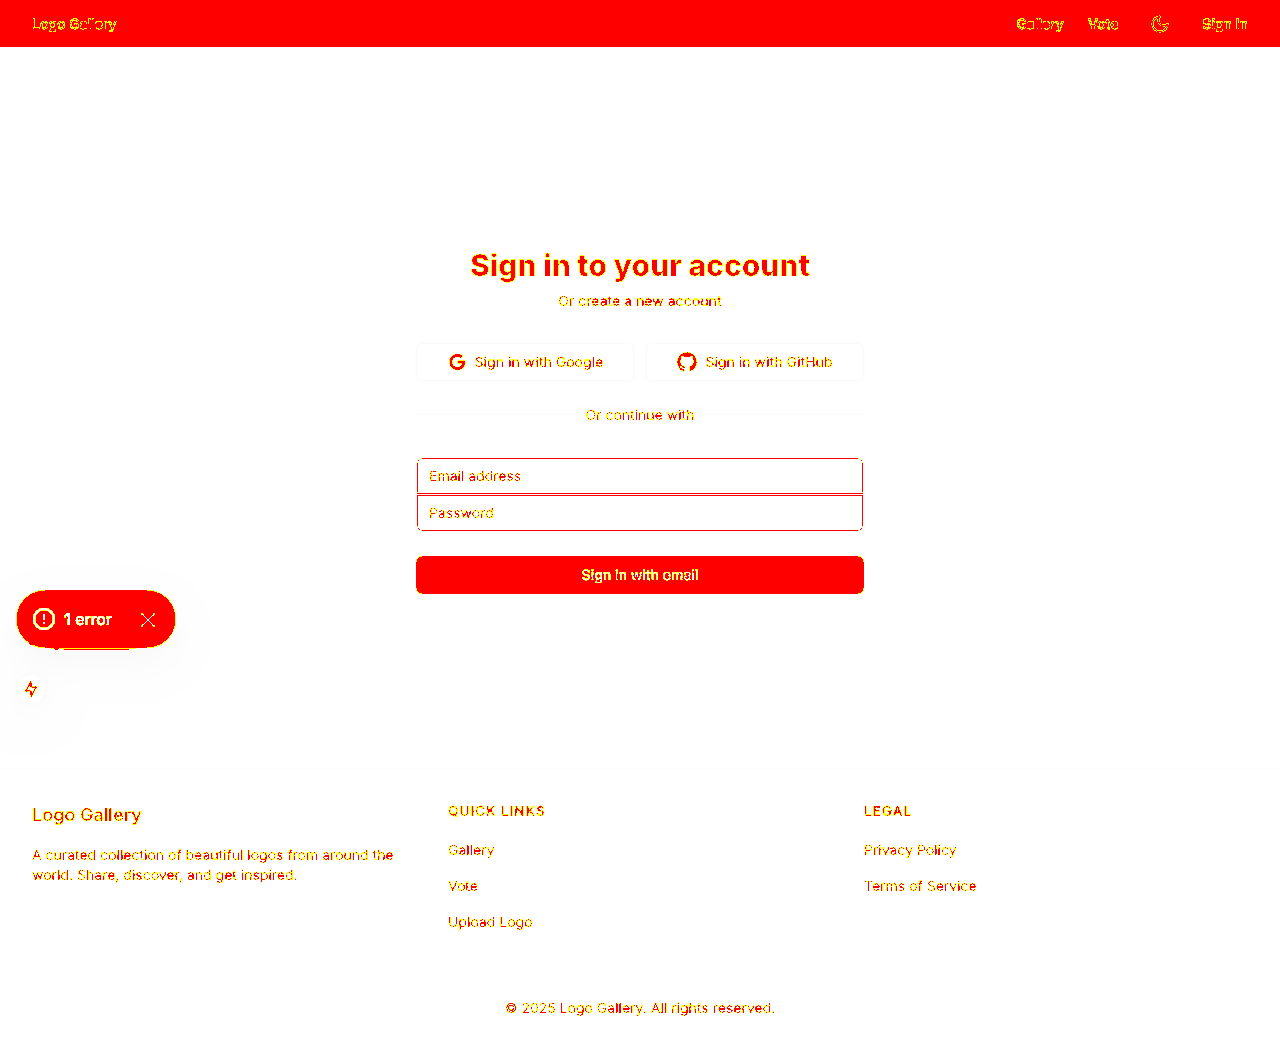 Logo Gallery
Gallery Vote Sign In
Sign in to your account
Or create a new account
Sign in with Google Sign in with GitHub
Or continue with
Email address
Password
Sign in with email
1 error
Logo Gallery
A curated collection of beautiful logos from around the
world. Share, discover, and get inspired.
QUICK LINKS
Gallery
Vote
Upload Logo
LEGAL
Privacy Policy
Terms of Service
© 2025 Logo Gallery. All rights reserved.